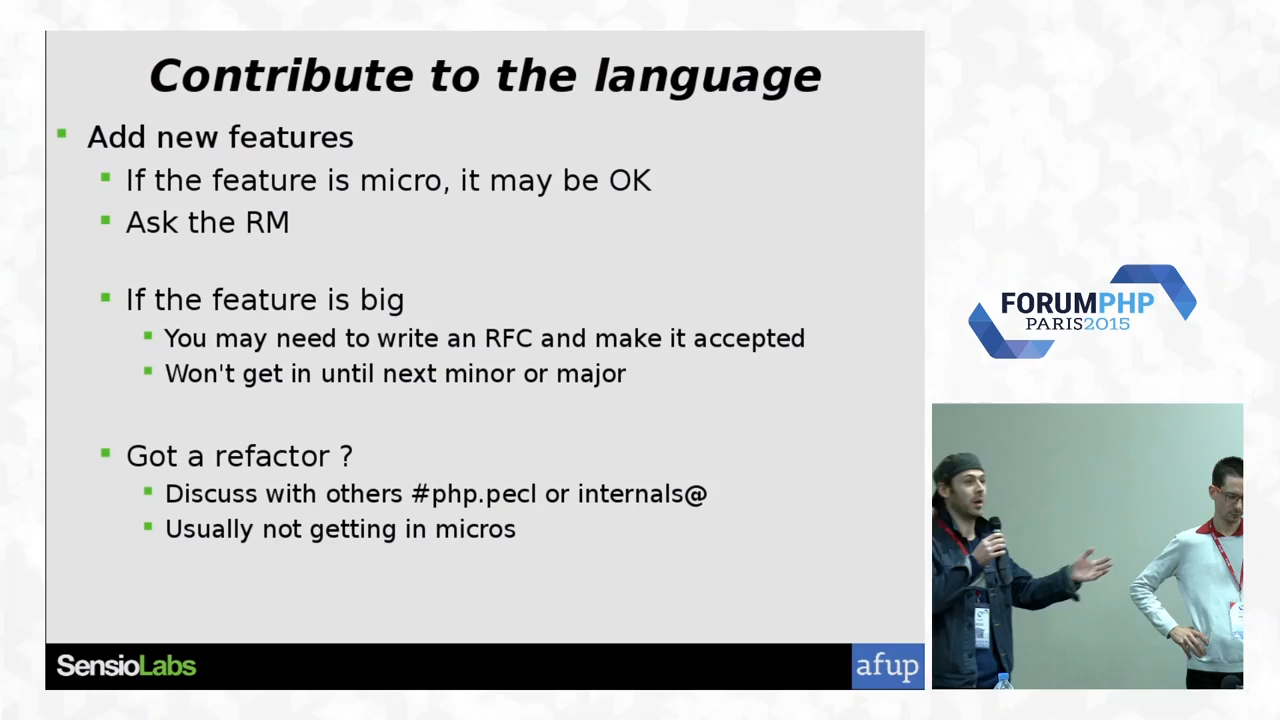 Contribute to the language
Add new features
If the feature is micro, it may be OK
Ask the RM
If the feature is big
You may need to write an RFC and make it accepted
Won't get in until next minor or major
Got a refactor ?
Discuss with others #php.pecl or internals@
Usually not getting in micros
SensioLabs
afup
FORUMPHP
PARIS2015